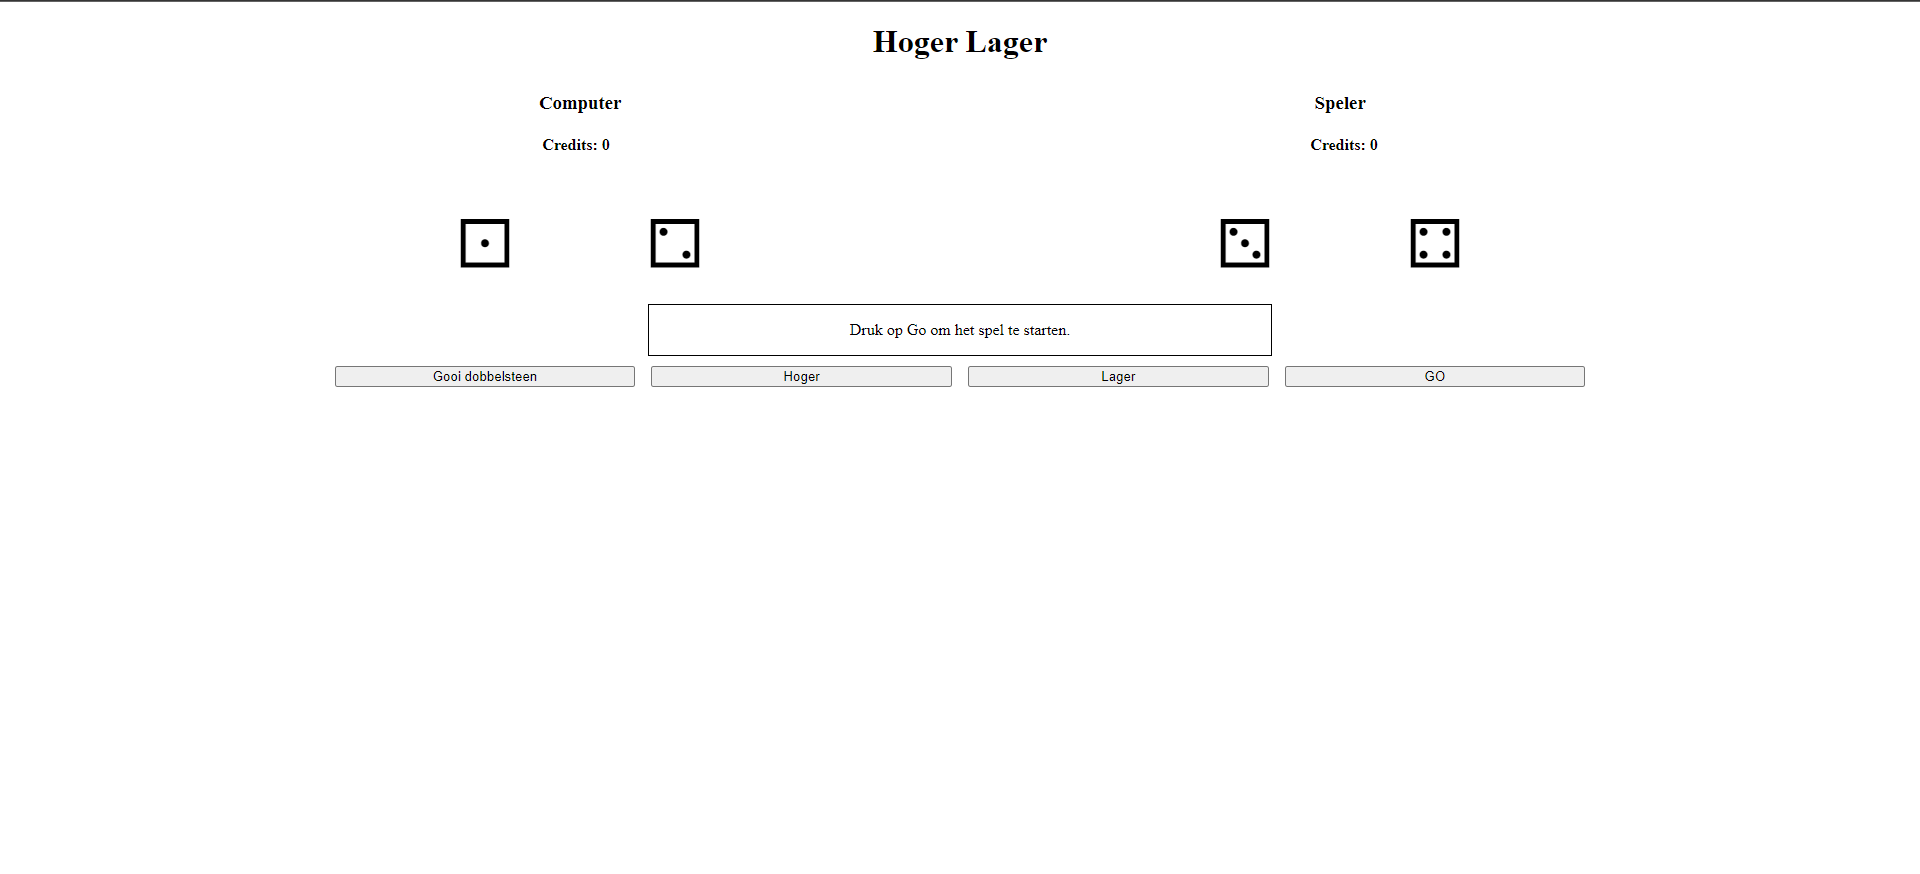 Hoger Lager
Computer
Speler
Credits: 0
Credits: 0
Druk op Go om het spel te starten.
Gooi dobbelsteen
Hoger
Lager
GO